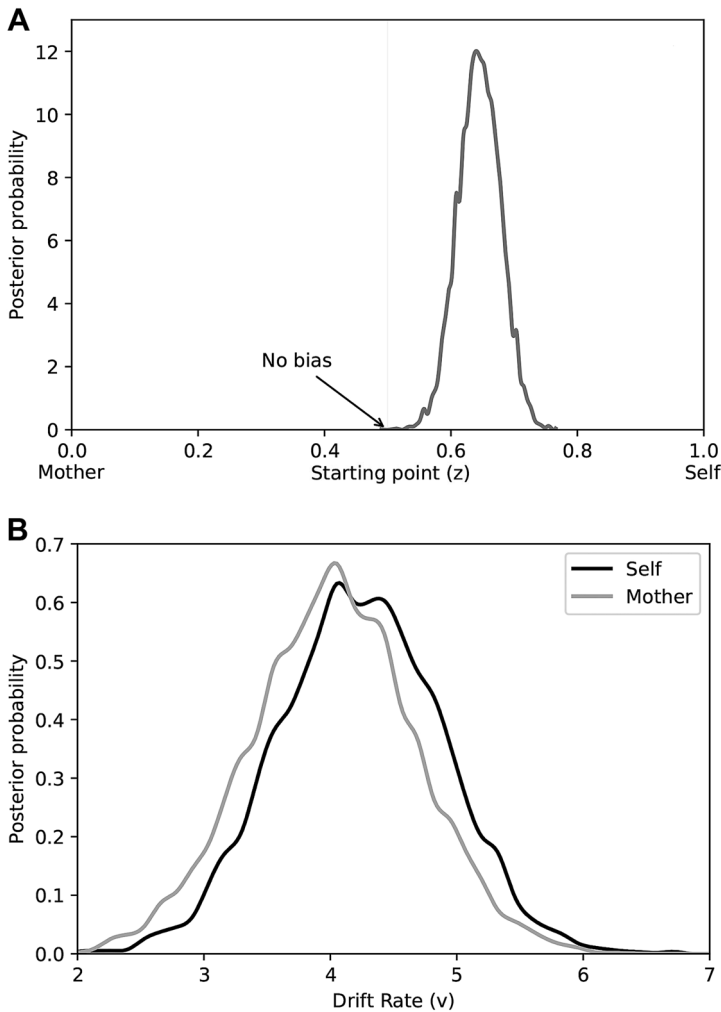 A
Posterior probability
12
10
8
6
4
2
0
No bias
0.0 0.2 0.4 0.6 0.8 1.0
Mother Starting point (z) Self
B
Posterior probability
0.7
0.6
0.5
0.4
0.3
0.2
0.1
0.0
Self
Mother
2 3 4 5 6 7
Drift Rate (v)